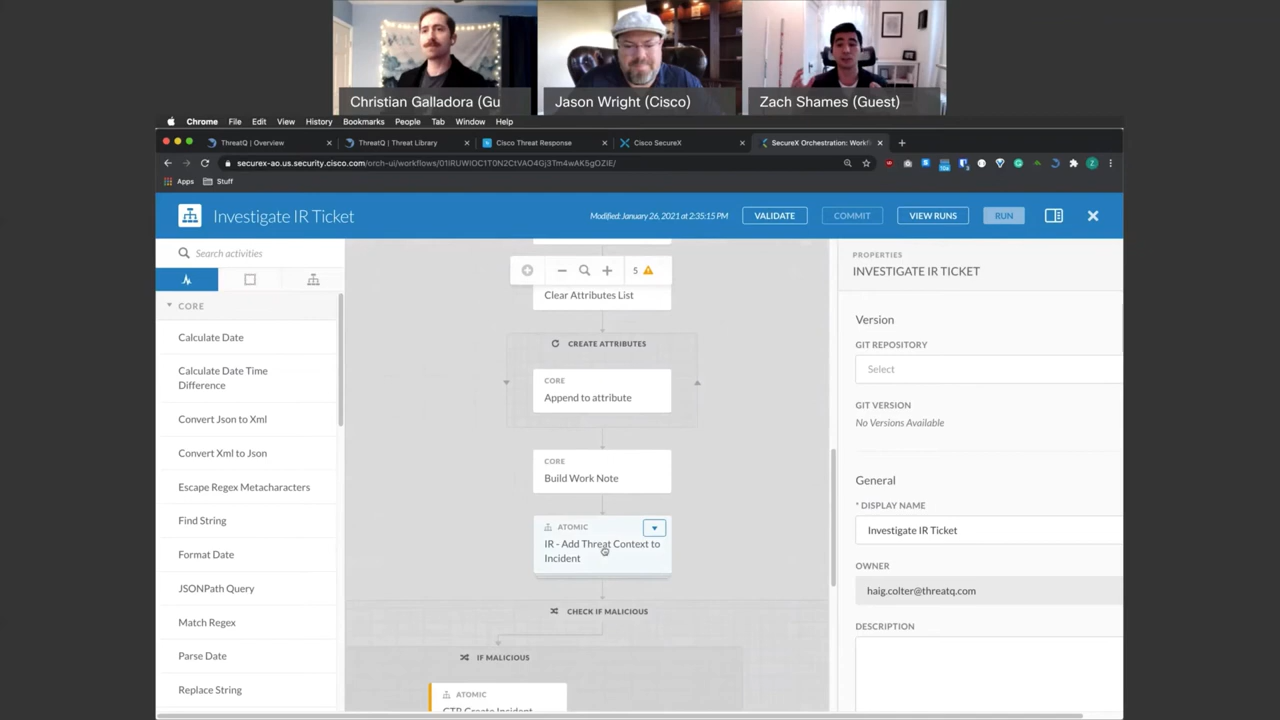 Christian Galladora (Gu
Jason Wright (Cisco)
Zach Shames (Guest)
Chrome File Edit View History Bookmarks People Tab Window Help
ThreatQ | Overview
ThreatQ | Threat Library
Cisco Threat Response
Cisco SecureX
SecureX Orchestration: Workfl
securex-ao.us.security.cisco.com/orch-ui/workflows/01IRUWIOC1T0N2CtVAO4Gj3Tm4wAK5gOZiE/
Apps
Stuff
Investigate IR Ticket
Modified: January 26, 2021 at 2:35:15 PM
VALIDATE
COMMIT
VIEW RUNS
RUN
Search activities
CORE
Calculate Date
Calculate Date Time
Difference
Convert Json to Xml
Convert Xml to Json
Escape Regex Metacharacters
Find String
Format Date
JSONPath Query
Match Regex
Parse Date
Replace String
5
Clear Attributes List
CREATE ATTRIBUTES
CORE
Append to attribute
CORE
Build Work Note
ATOMIC
IR - Add Threat Context to
Incident
CHECK IF MALICIOUS
IF MALICIOUS
ATOMIC
CTR Create Incident
PROPERTIES
INVESTIGATE IR TICKET
Version
GIT REPOSITORY
Select
GIT VERSION
No Versions Available
General
* DISPLAY NAME
Investigate IR Ticket
OWNER
haig.colter@threatq.com
DESCRIPTION